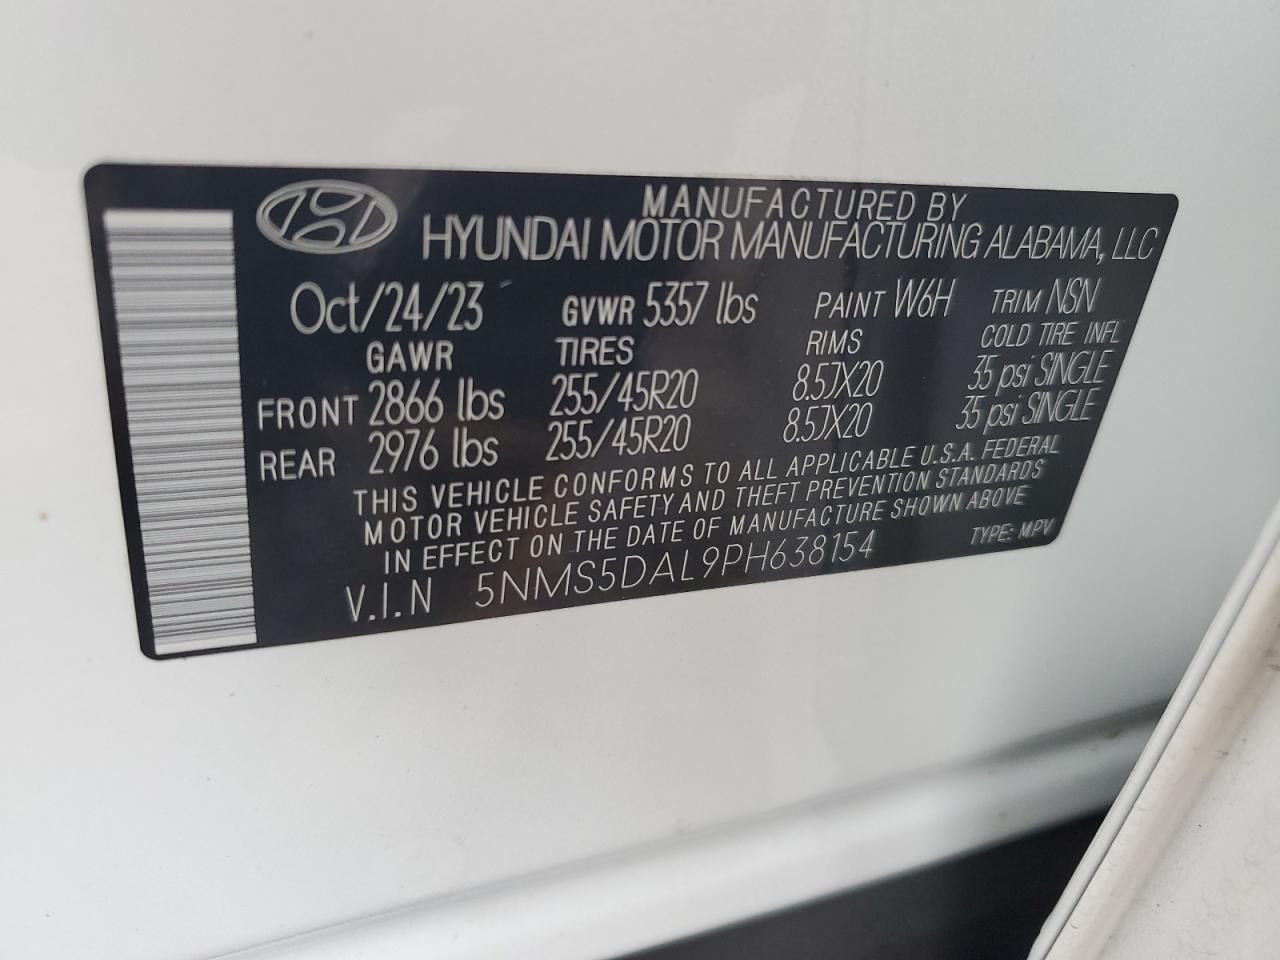 MANUFACTURED BY
HYUNDAI MOTOR MANUFACTURING ALABAMA, LLC
Oct/24/23 GVWR 5357 lbs PAINT W6H TRIM NSN
GAWR TIRES RIMS COLD TIRE INFL
FRONT 2866 lbs 255/45R20 8.5JX20 35 psi SINGLE
REAR 2976 lbs 255/45R20 8.5JX20 35 psi SINGLE
THIS VEHICLE CONFORMS TO ALL APPLICABLE U.S.A. FEDERAL
MOTOR VEHICLE SAFETY AND THEFT PREVENTION STANDARDS
IN EFFECT ON THE DATE OF MANUFACTURE SHOWN ABOVE
V.I.N 5NMS5DAL9PH638154 TYPE: MPV